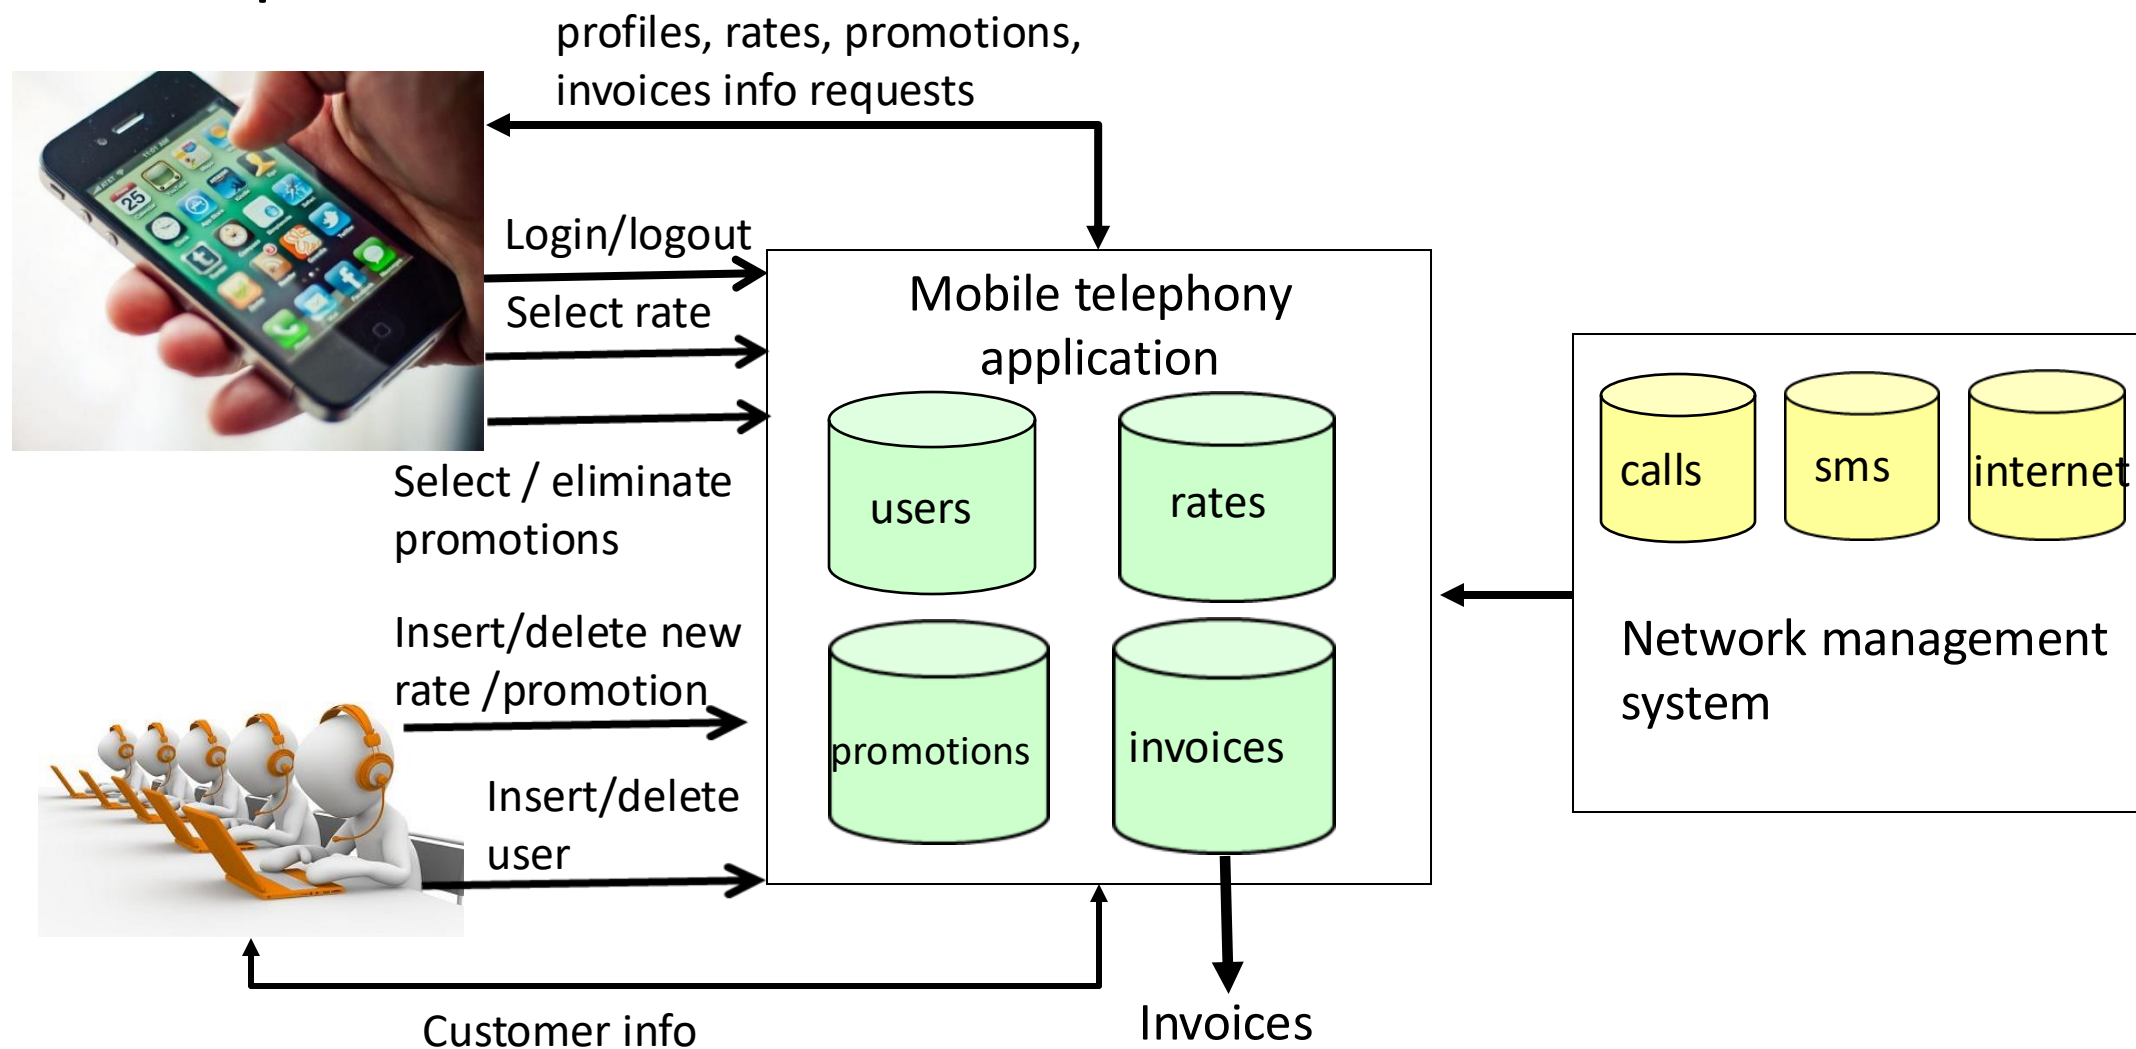 profiles, rates, promotions,
invoices info requests
Login/logout
Select rate
Select / eliminate
promotions
Insert/delete new
rate /promotion
Insert/delete
user
Customer info
Mobile telephony
application
users
rates
promotions
invoices
Invoices
calls
sms
internet
Network management
system
25